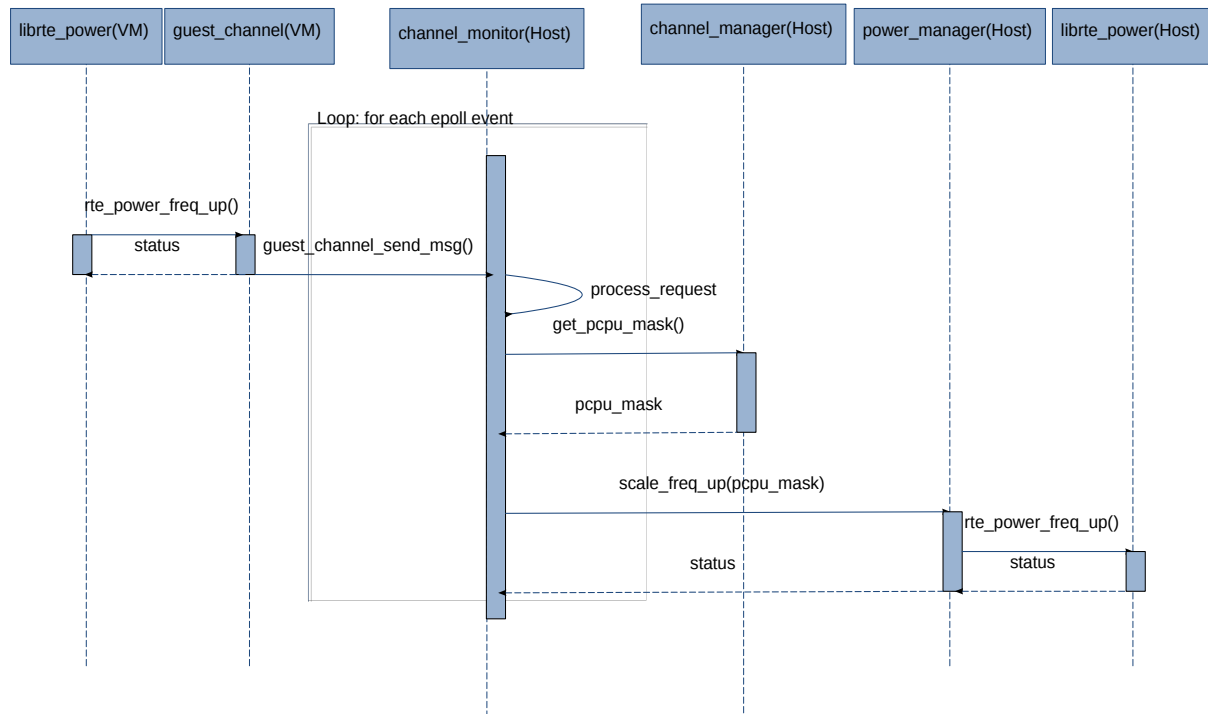 librte_power(VM)
guest_channel(VM)
channel_monitor(Host)
channel_manager(Host)
power_manager(Host)
librte_power(Host)
Loop: for each epoll event
rte_power_freq_up()
status
guest_channel_send_msg()
process_request
get_pcpu_mask()
pcpu_mask
scale_freq_up(pcpu_mask)
rte_power_freq_up()
status
status